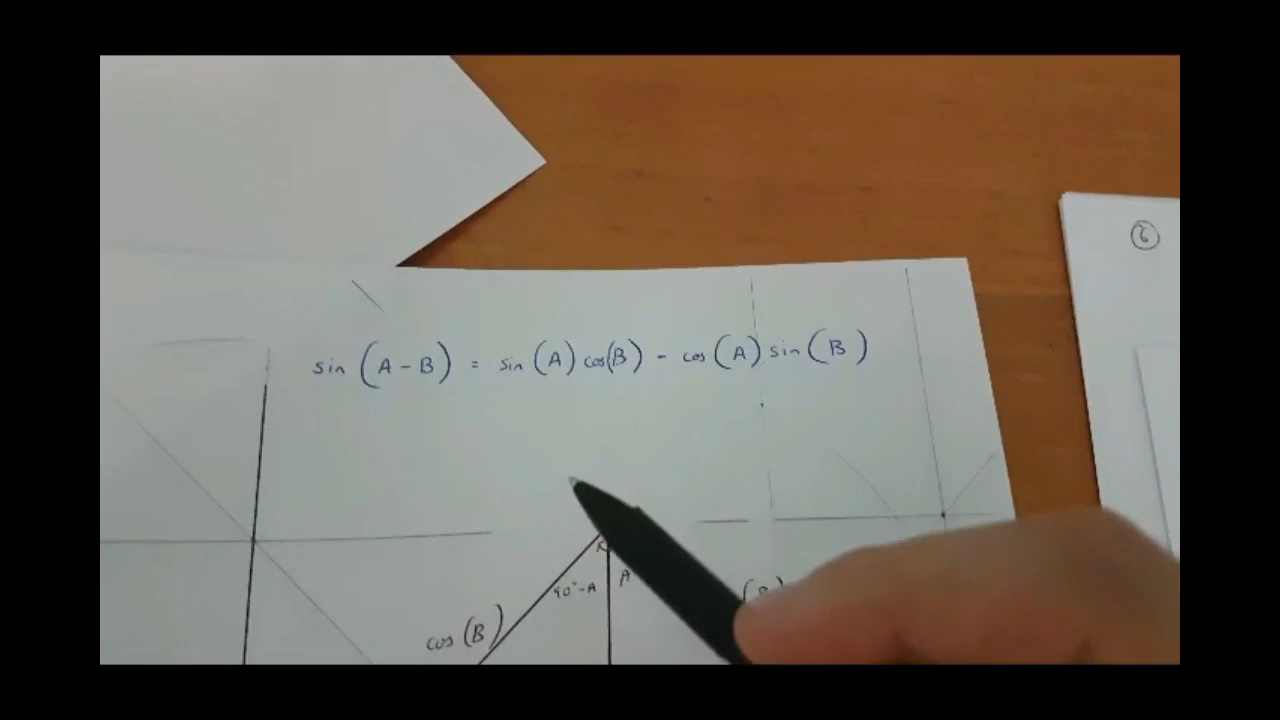 6
sin (A - B) = sin (A) cos(B) - cos (A) sin (B)
90° - A
A
(B)
cos (B)